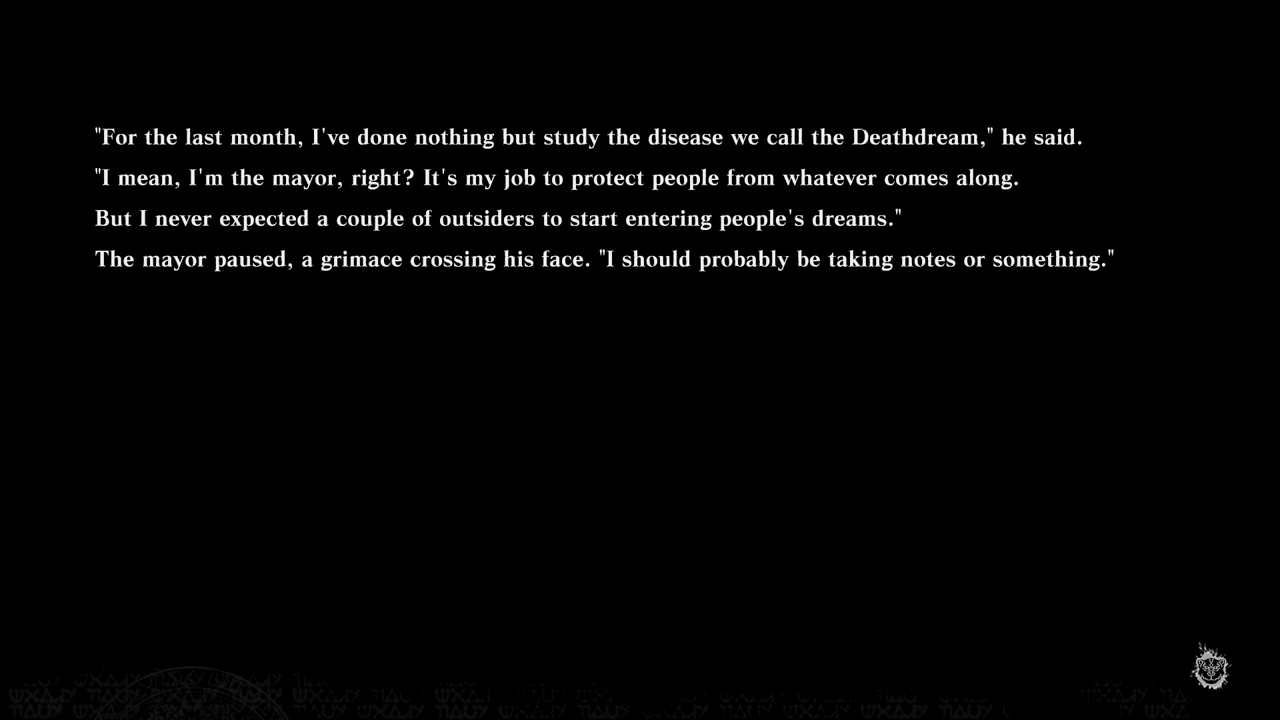 "For the last month, I've done nothing but study the disease we call the Deathdream," he said.
"I mean, I'm the mayor, right? It's my job to protect people from whatever comes along.
But I never expected a couple of outsiders to start entering people's dreams."
The mayor paused, a grimace crossing his face. "I should probably be taking notes or something."